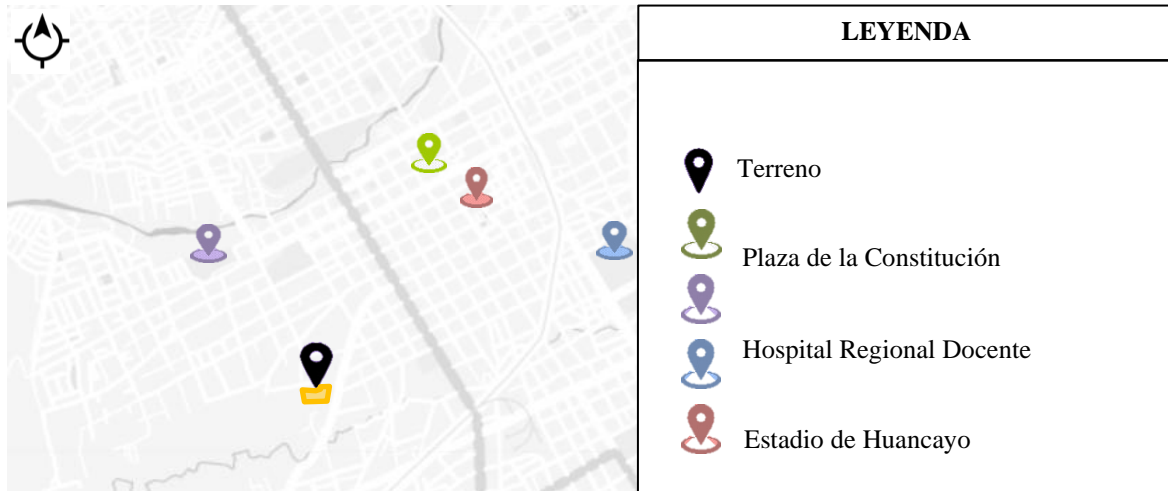 LEYENDA
Terreno
Plaza de la Constitución
Hospital Regional Docente
Estadio de Huancayo